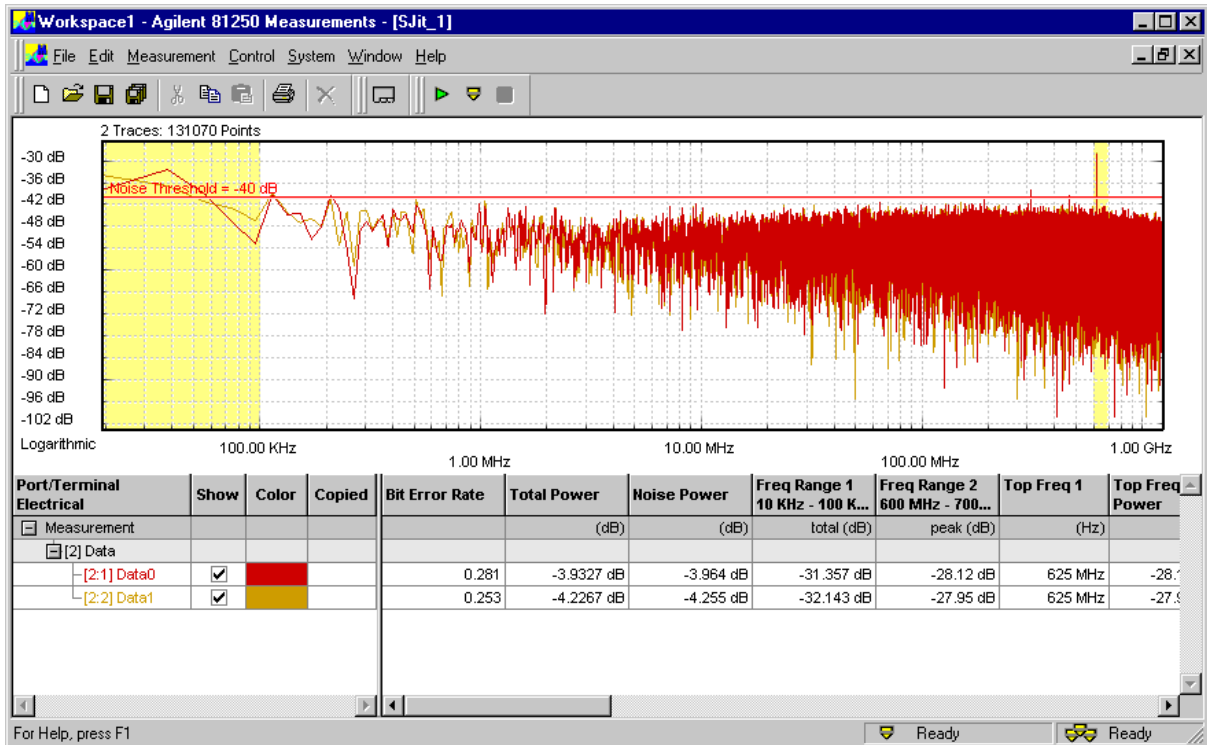 Workspace1 - Agilent 81250 Measurements - [SJit_1]
File Edit Measurement Control System Window Help
2 Traces: 131070 Points
-30 dB
-36 dB
-42 dB
-48 dB
-54 dB
-60 dB
-66 dB
-72 dB
-78 dB
-84 dB
-90 dB
-96 dB
-102 dB
Noise Threshold = -40 dB
Logarithmic
100.00 KHz
1.00 MHz
10.00 MHz
100.00 MHz
1.00 GHz
Port/Terminal Electrical Show Color Copied Bit Error Rate Total Power Noise Power Freq Range 1 10 KHz - 100 K... Freq Range 2 600 MHz - 700... Top Freq 1 Top Freq Power
Measurement (dB) (dB) total (dB) peak (dB) (Hz)
[2] Data
[2:1] Data0 0.281 -3.9327 dB -3.964 dB -31.357 dB -28.12 dB 625 MHz -28.1
[2:2] Data1 0.253 -4.2267 dB -4.255 dB -32.143 dB -27.95 dB 625 MHz -27.9
For Help, press F1
Ready
Ready